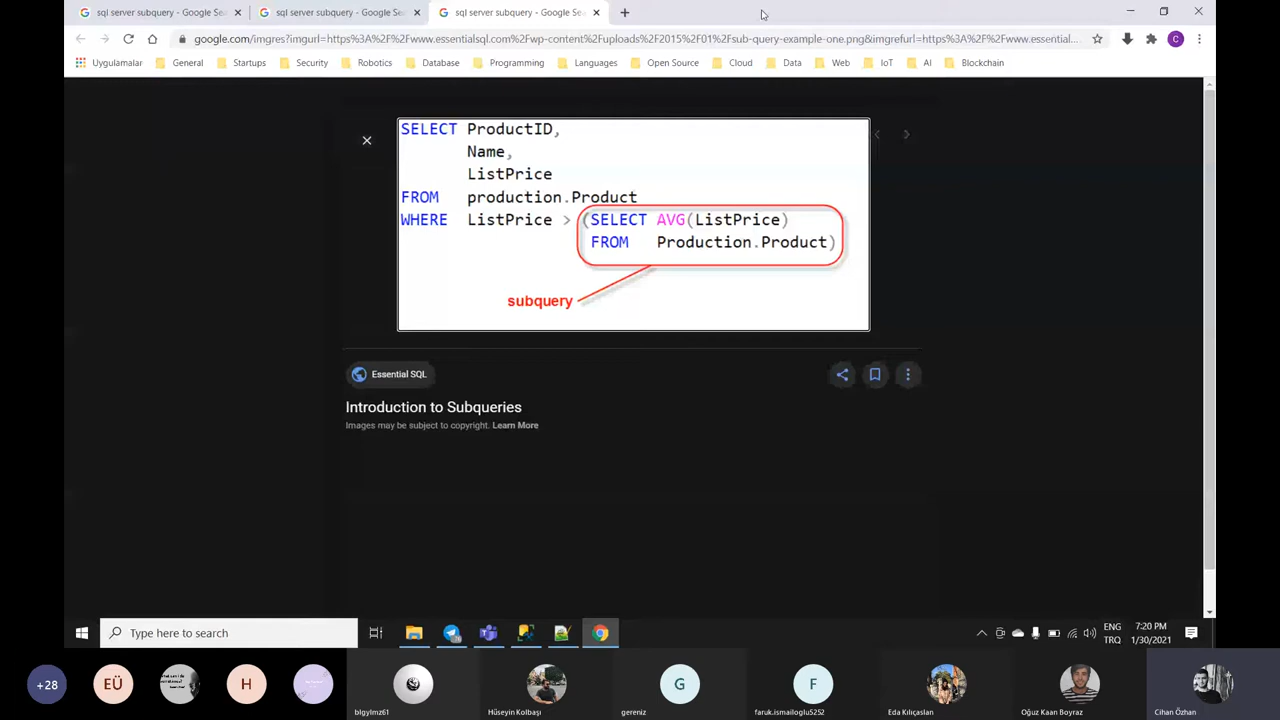 sql server subquery - Google Sea
sql server subquery - Google Sea
sql server subquery - Google Sea
google.com/imgres?imgurl=https%3A%2F%2Fwww.essentialsql.com%2Fwp-content%2Fuploads%2F2015%2F01%2Fsub-query-example-one.png&imgrefurl=https%3A%2F%2Fwww.essential...
C
Uygulamalar
General
Startups
Security
Robotics
Database
Programming
Languages
Open Source
Cloud
Data
Web
IoT
AI
Blockchain
SELECT ProductID,
Name,
ListPrice
FROM production.Product
WHERE ListPrice > (SELECT AVG(ListPrice)
FROM Production.Product)
subquery
Essential SQL
Introduction to Subqueries
Images may be subject to copyright. Learn More
Type here to search
ENG
TRQ
7:20 PM
1/30/2021
+28
EÜ
H
G
F
blgylmz61
Hüseyin Kolbaşı
gereniz
faruk.ismailoglu5252
Eda Kılıçaslan
Oğuz Kaan Boyraz
Cihan Özhan